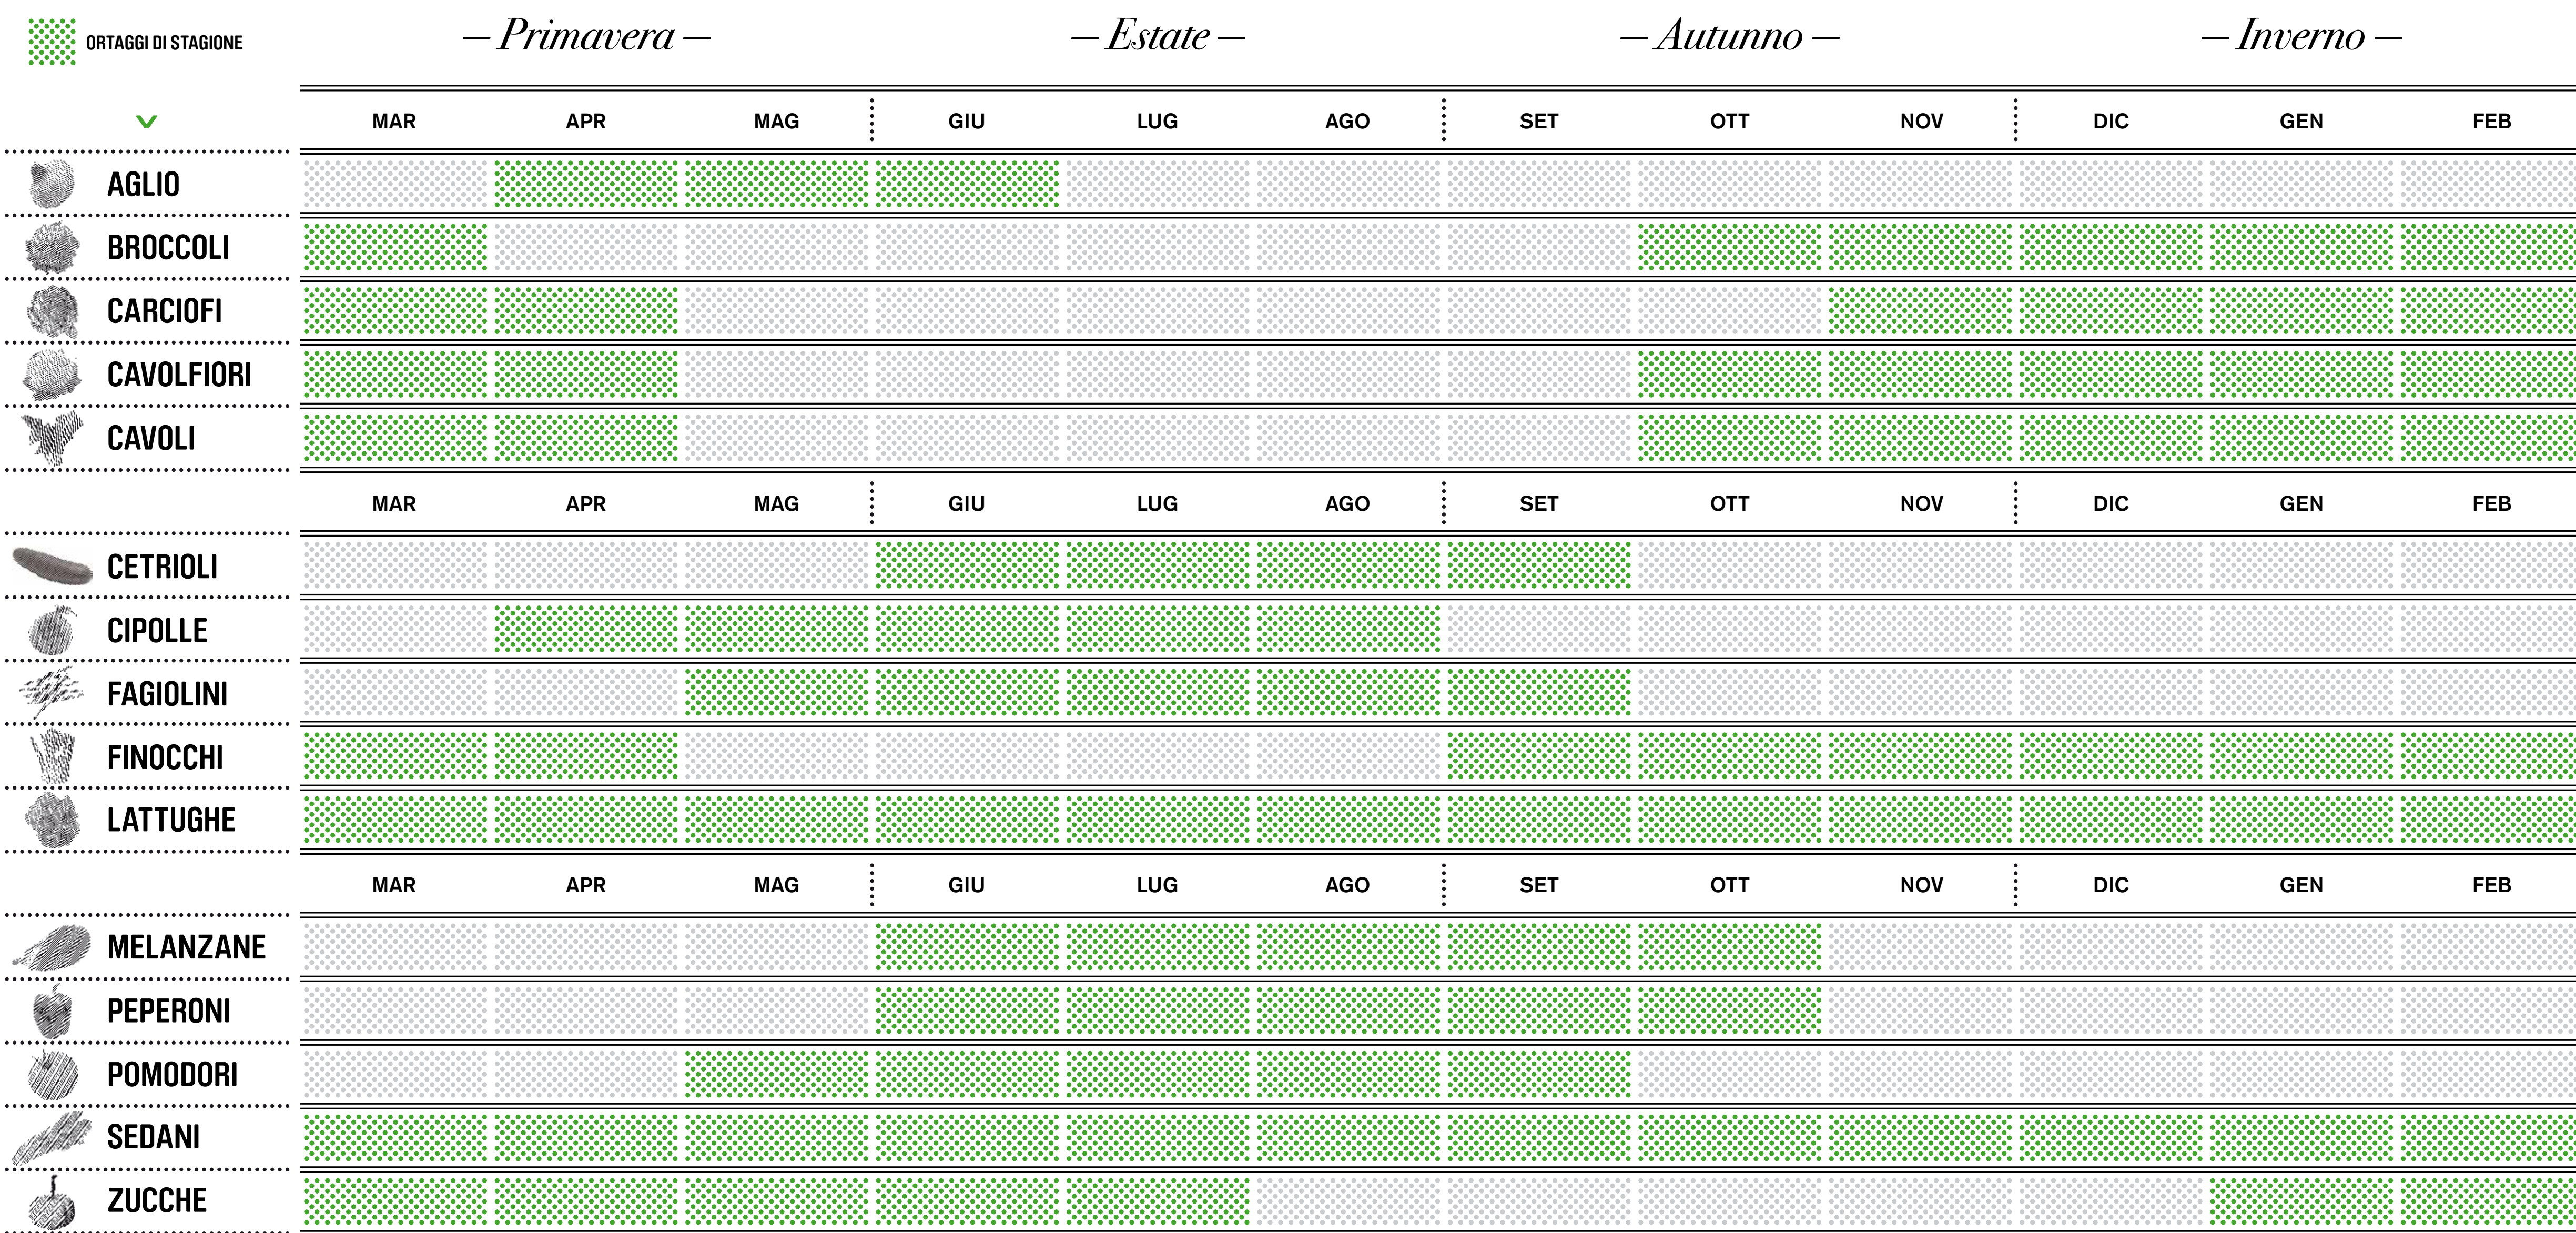 ORTAGGI DI STAGIONE
— Primavera — — Estate — — Autunno — — Inverno —
MAR APR MAG GIU LUG AGO SET OTT NOV DIC GEN FEB
AGLIO
BROCCOLI
CARCIOFI
CAVOLFIORI
CAVOLI
MAR APR MAG GIU LUG AGO SET OTT NOV DIC GEN FEB
CETRIOLI
CIPOLLE
FAGIOLINI
FINOCCHI
LATTUGHE
MAR APR MAG GIU LUG AGO SET OTT NOV DIC GEN FEB
MELANZANE
PEPERONI
POMODORI
SEDANI
ZUCCHE